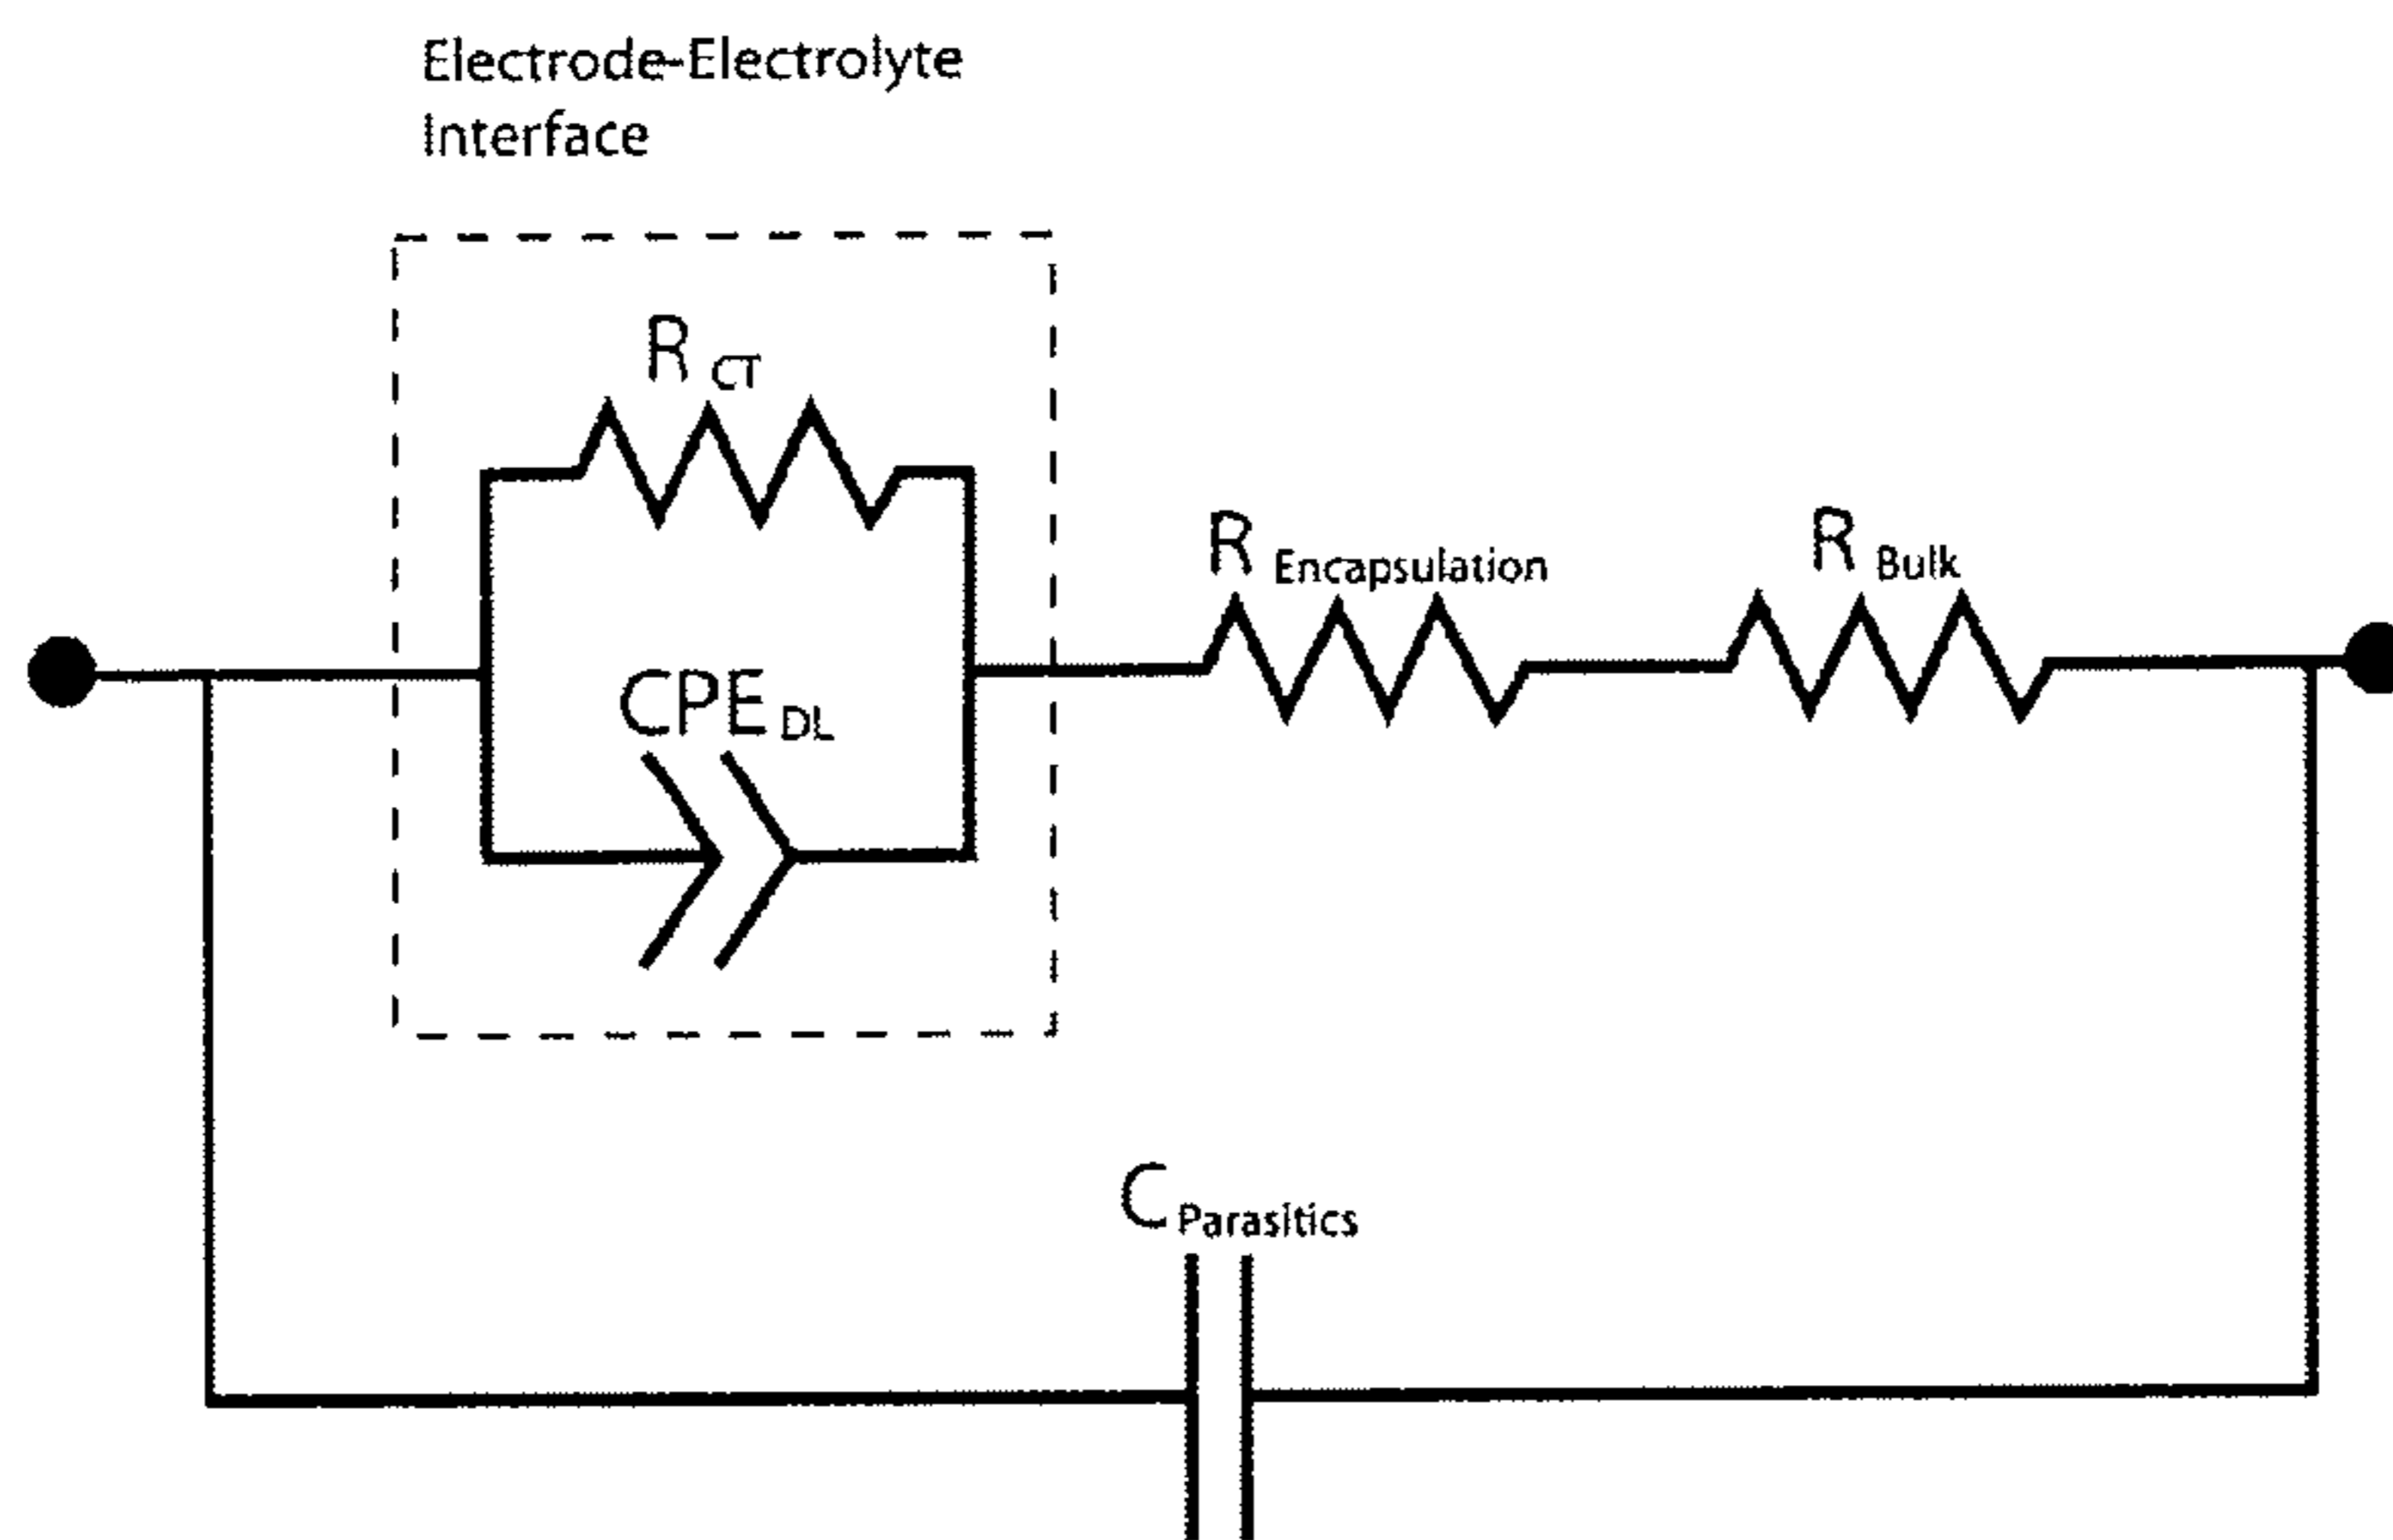 Electrode-Electrolyte
Interface
R CT
R Encapsulation
R Bulk
CPE DL
C Parasitics